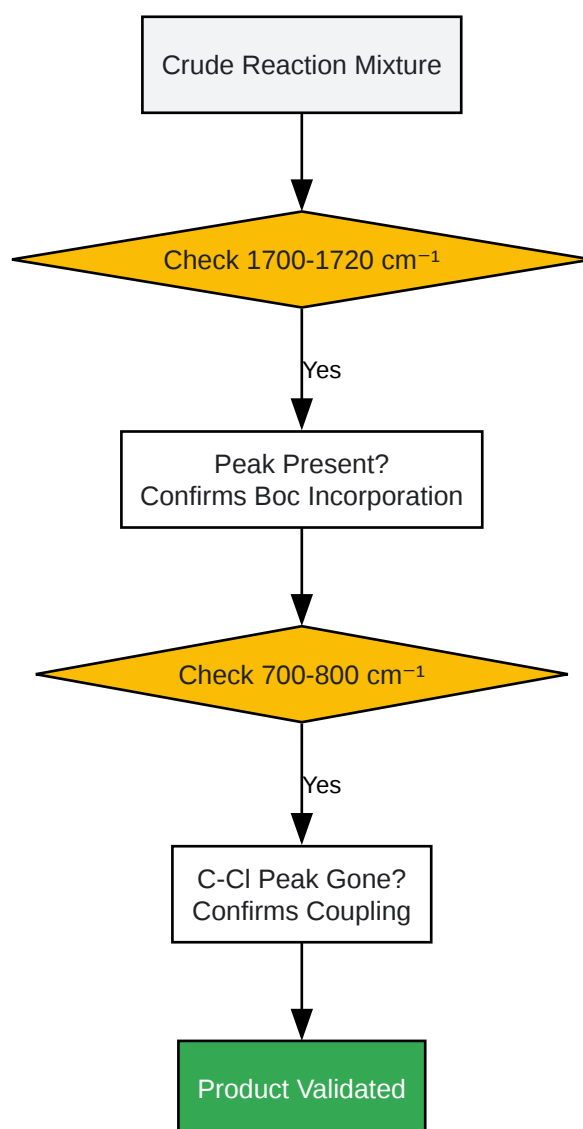 Crude Reaction Mixture
Check 1700-1720 cm⁻¹
Yes
Peak Present?
Confirms Boc Incorporation
Check 700-800 cm⁻¹
Yes
C-Cl Peak Gone?
Confirms Coupling
Product Validated